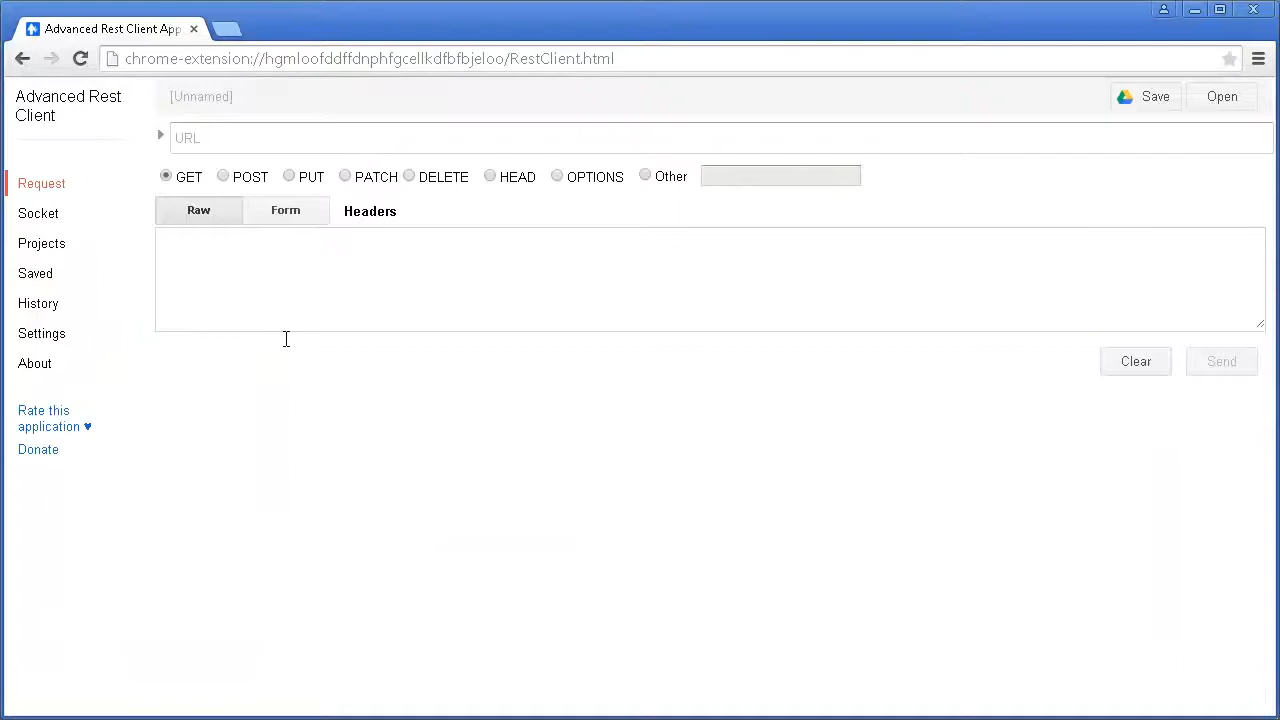 Advanced Rest Client App
chrome-extension://hgmloofddffdnphfgcellkdfbfbjeloo/RestClient.html
Advanced Rest
Client
[Unnamed]
Save
Open
URL
GET POST PUT PATCH DELETE HEAD OPTIONS Other
Raw Form Headers
Request
Socket
Projects
Saved
History
Settings
About
Clear Send
Rate this
application ♥
Donate